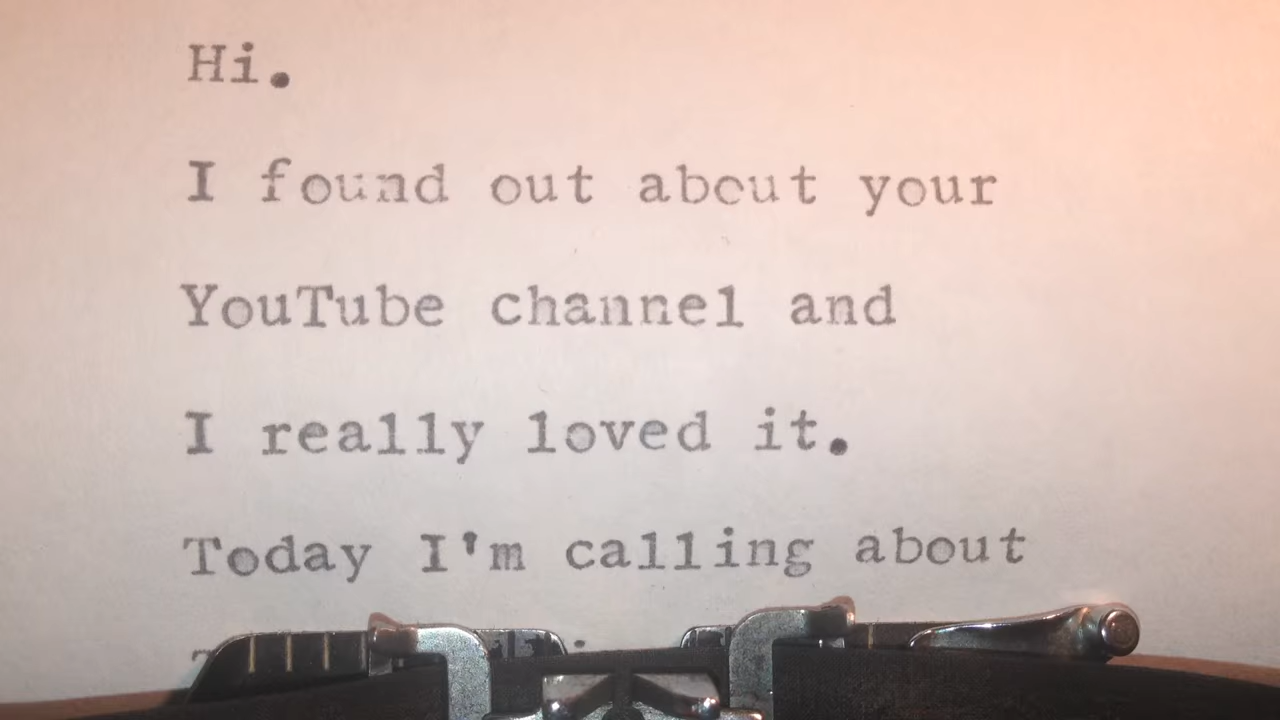 Hi.
I found out about your
YouTube channel and
I really loved it.
Today I'm calling about